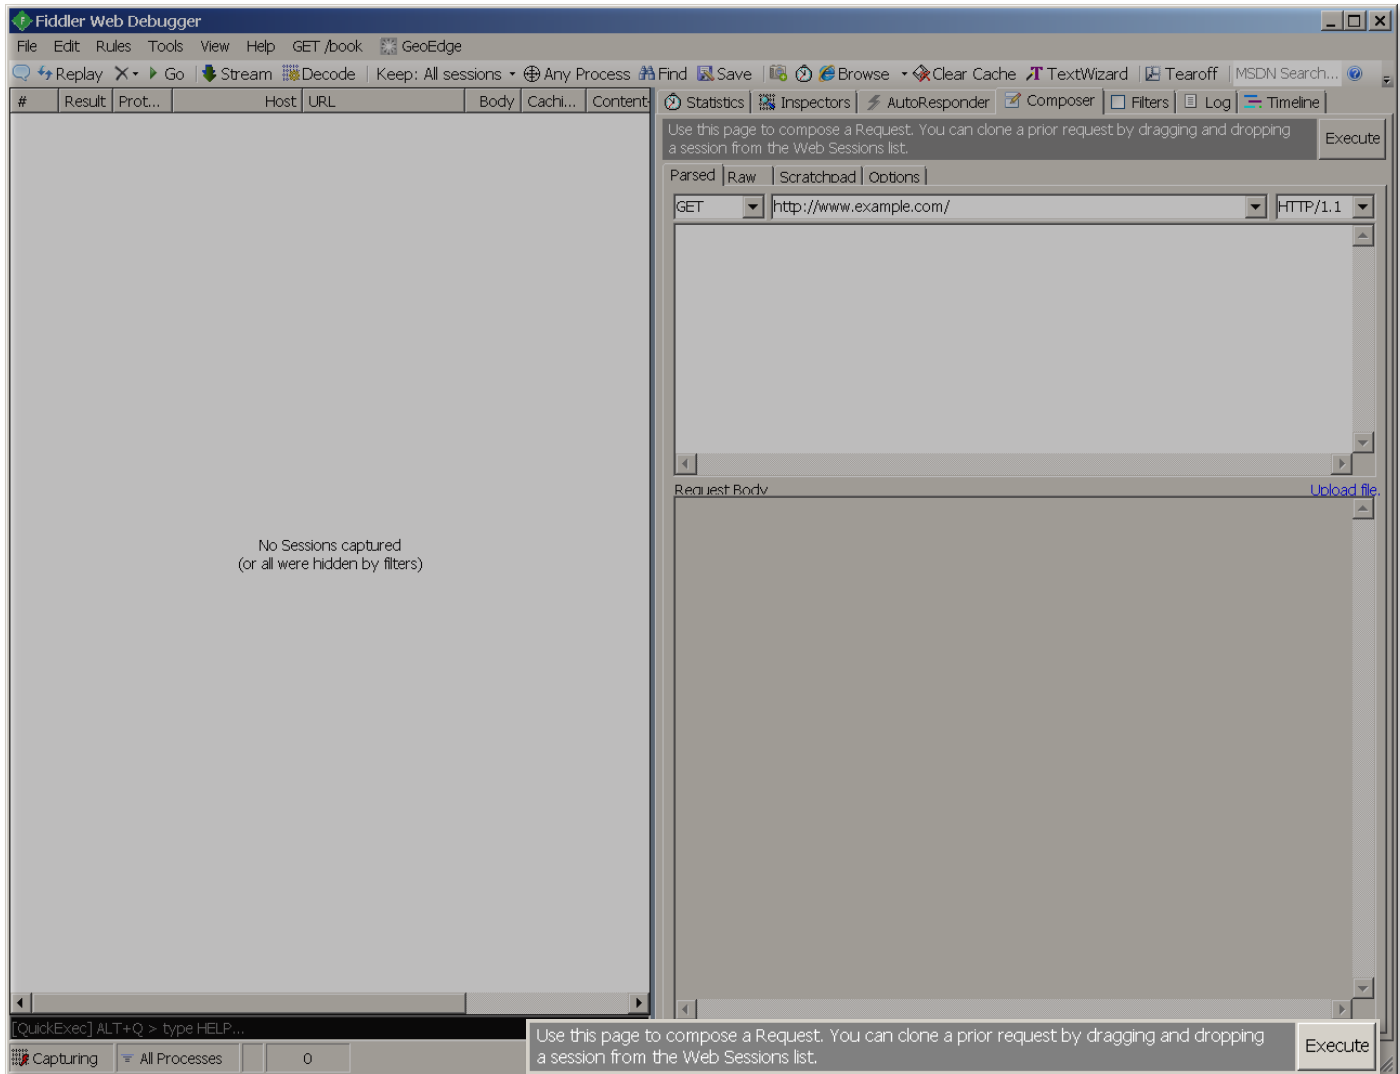 Fiddler Web Debugger
File Edit Rules Tools View Help GET /book GeoEdge
Replay Go Stream Decode Keep: All sessions Any Process Find Save Browse Clear Cache TextWizard Tearoff MSDN Search...
# Result Prot... Host URL Body Cachi... Content-
Statistics Inspectors AutoResponder Composer Filters Log Timeline
Use this page to compose a Request. You can clone a prior request by dragging and dropping
a session from the Web Sessions list.
Execute
Parsed Raw Scratchpad Options
GET http://www.example.com/ HTTP/1.1
Request Body Upload file.
No Sessions captured
(or all were hidden by filters)
[QuickExec] ALT+Q > type HELP...
Capturing All Processes 0
Use this page to compose a Request. You can clone a prior request by dragging and dropping
a session from the Web Sessions list.
Execute